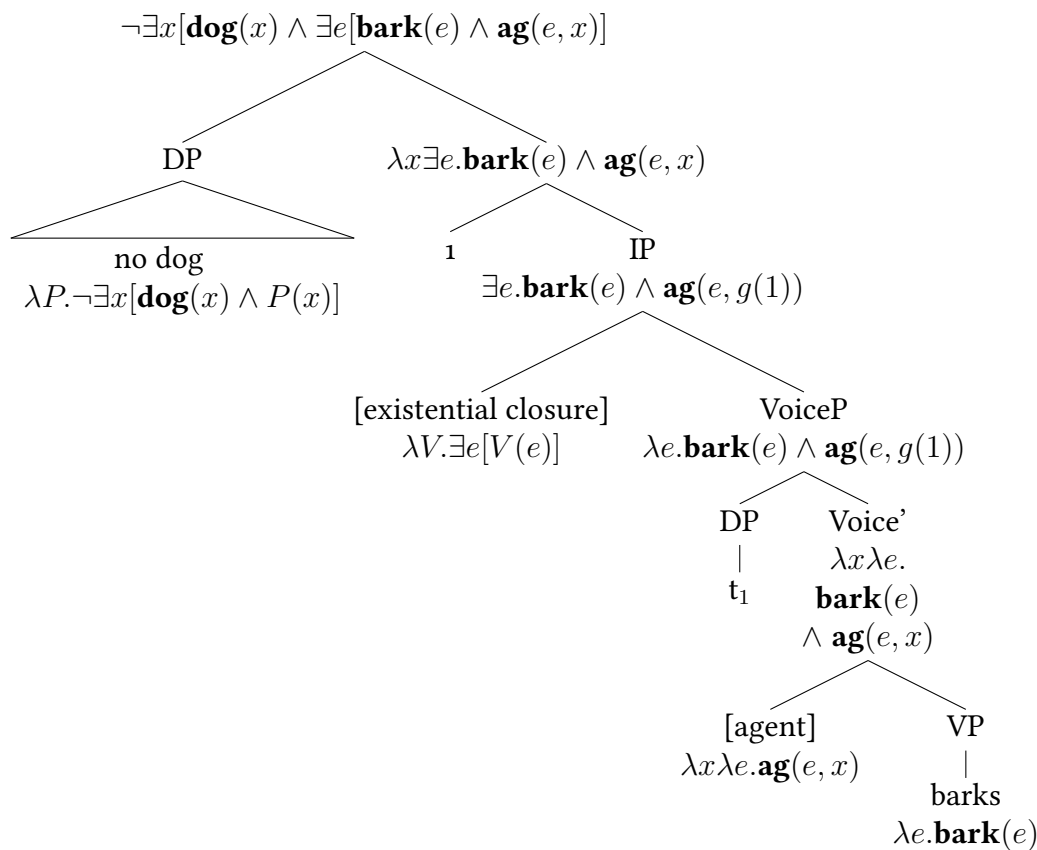 ¬∃x[dog(x) ∧ ∃e[bark(e) ∧ ag(e, x)]
DP
λx∃e.bark(e) ∧ ag(e, x)
no dog
λP.¬∃x[dog(x) ∧ P(x)]
1
IP
∃e.bark(e) ∧ ag(e, g(1))
[existential closure]
λV.∃e[V(e)]
VoiceP
λe.bark(e) ∧ ag(e, g(1))
DP
t₁
Voice’
λxλe.
bark(e)
∧ ag(e, x)
[agent]
λxλe.ag(e, x)
VP
barks
λe.bark(e)